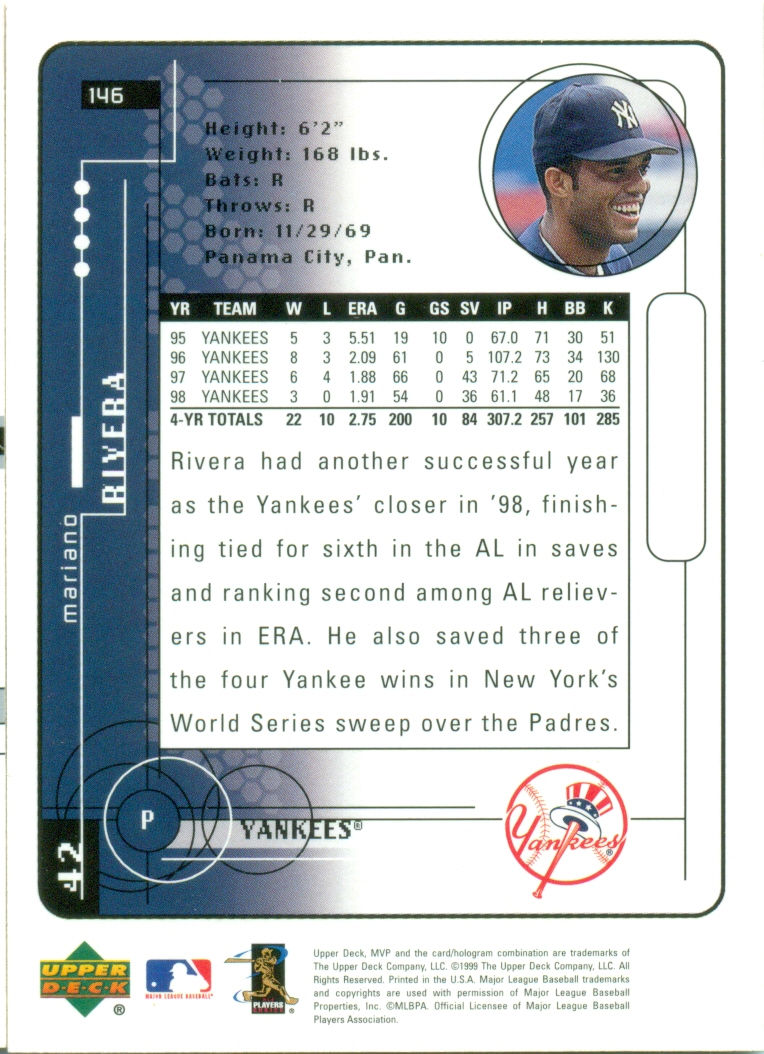 146
Height: 6'2"
Weight: 168 lbs.
Bats: R
Throws: R
Born: 11/29/69
Panama City, Pan.
NY
YR TEAM W L ERA G GS SV IP H BB K
95 YANKEES 5 3 5.51 19 10 0 67.0 71 30 51
96 YANKEES 8 3 2.09 61 0 5 107.2 73 34 130
97 YANKEES 6 4 1.88 66 0 43 71.2 65 20 68
98 YANKEES 3 0 1.91 54 0 36 61.1 48 17 36
4-YR TOTALS 22 10 2.75 200 10 84 307.2 257 101 285
mariano
RIVERA
Rivera had another successful year
as the Yankees' closer in '98, finish-
ing tied for sixth in the AL in saves
and ranking second among AL reliev-
ers in ERA. He also saved three of
the four Yankee wins in New York's
World Series sweep over the Padres.
P
YANKEES®
Yankees®
42
UPPER
D·E·C·K
®
MAJOR LEAGUE BASEBALL®
PLAYERS
CHOICE®
Upper Deck, MVP and the card/hologram combination are trademarks of
The Upper Deck Company, LLC. ©1999 The Upper Deck Company, LLC. All
Rights Reserved. Printed in the U.S.A. Major League Baseball trademarks
and copyrights are used with permission of Major League Baseball
Properties, Inc. ©MLBPA. Official Licensee of Major League Baseball
Players Association.